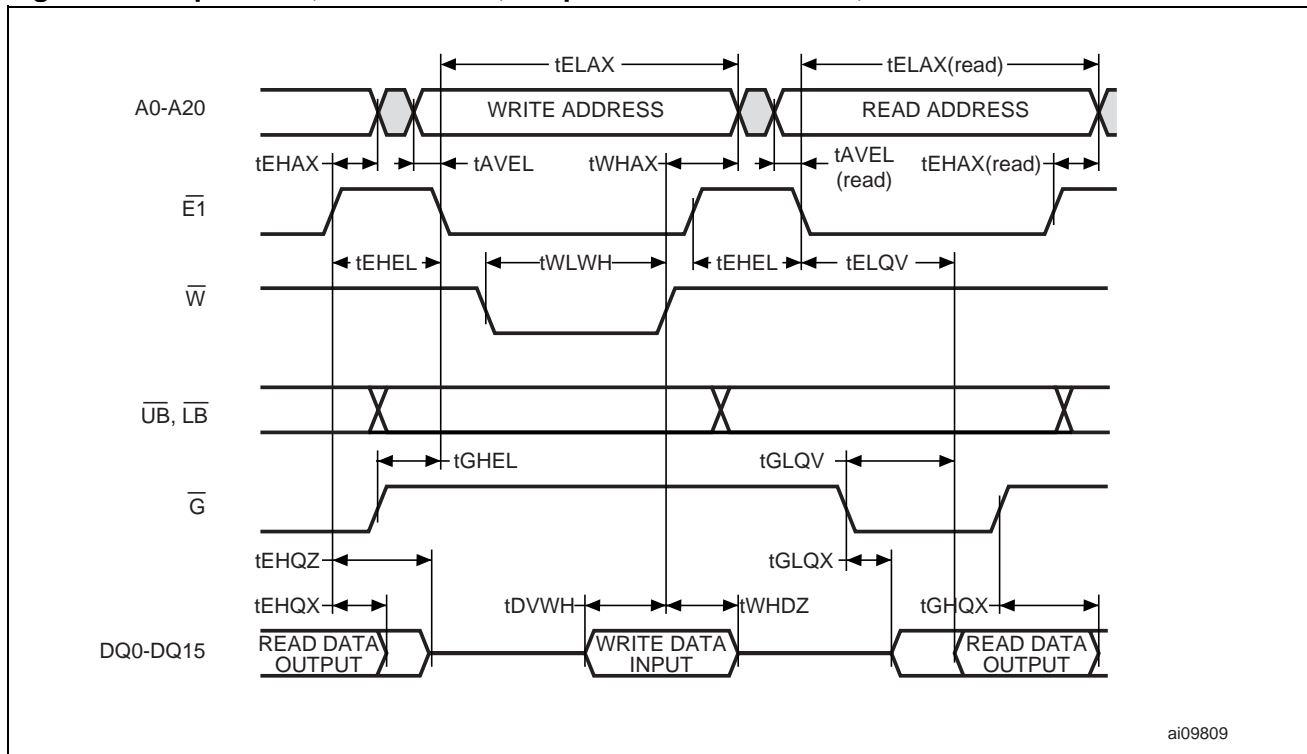 tELAX
tELAX(read)
A0-A20
WRITE ADDRESS
READ ADDRESS
tEHAX
tAVEL
tWHAX
tAVEL
(read)
tEHAX(read)
E1
tEHEL
tWLWH
tEHEL
tELQV
W
UB, LB
tGHEL
tGLQV
G
tEHQZ
tGLQX
tEHQX
tDVWH
tWHDZ
tGHQX
DQ0-DQ15
READ DATA
OUTPUT
WRITE DATA
INPUT
READ DATA
OUTPUT
ai09809